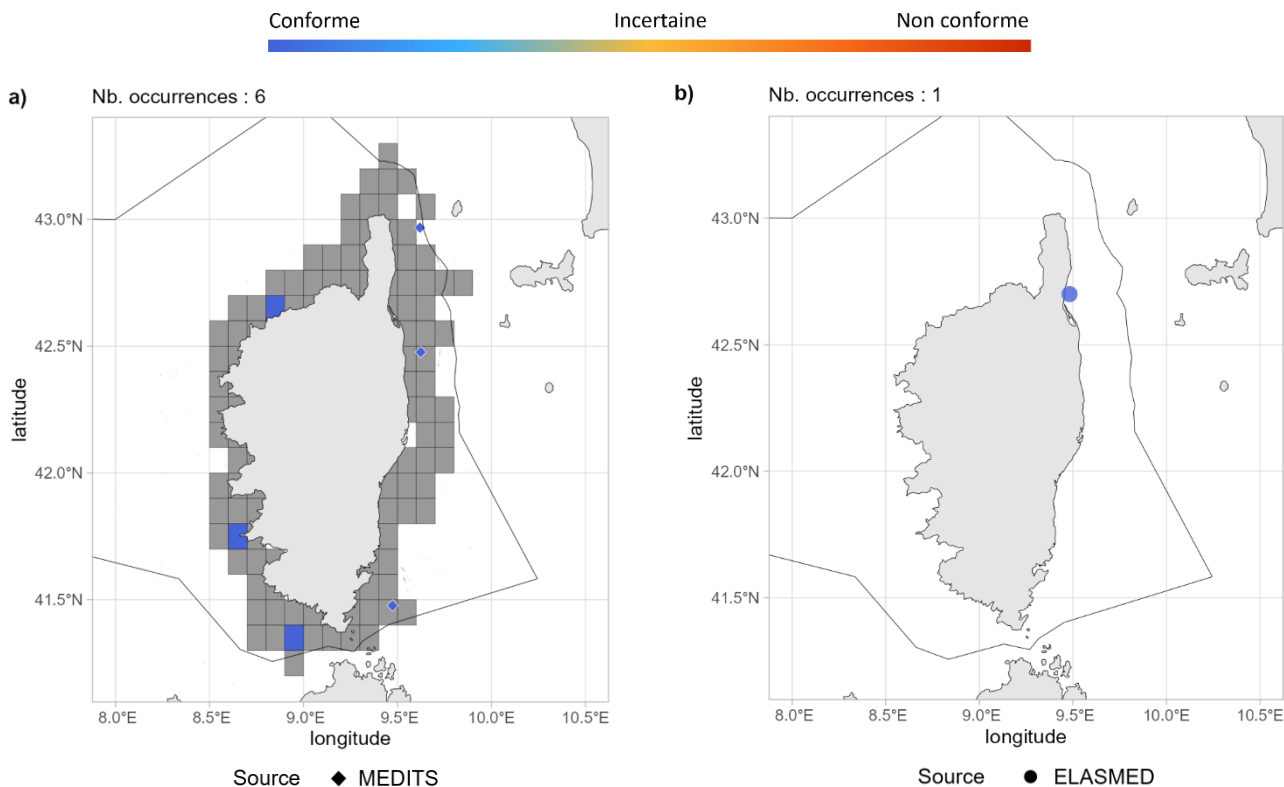 Conforme Incertaine Non conforme
a) Nb. occurrences : 6
43.0°N
42.5°N
42.0°N
41.5°N
latitude
8.0°E 8.5°E 9.0°E 9.5°E 10.0°E 10.5°E
longitude
Source MEDITS
b) Nb. occurrences : 1
43.0°N
42.5°N
42.0°N
41.5°N
latitude
8.0°E 8.5°E 9.0°E 9.5°E 10.0°E 10.5°E
longitude
Source ELASMED